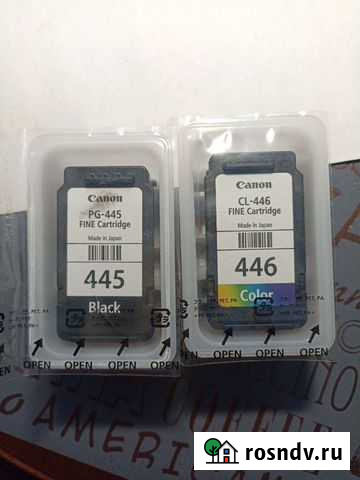 Canon
PG-445
FINE Cartridge
Made in Japan
445
Black
OPEN OPEN OPEN
Canon
CL-446
FINE Cartridge
Made in Japan
446
Color
OPEN OPEN OPEN
AMERICAN
rosndv.ru